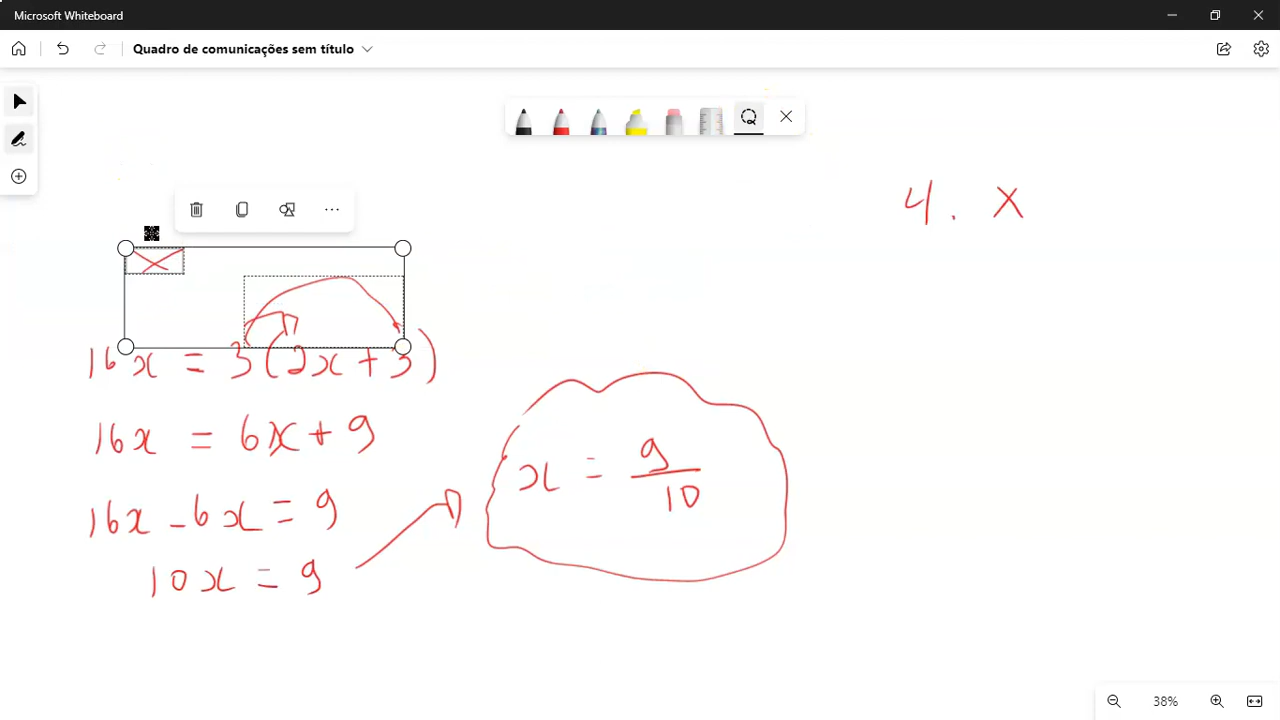 Microsoft Whiteboard
Quadro de comunicações sem título
4. X
16x = 3(2x+3)
16x = 6x+9
16x - 6x = 9
10x = 9
x = 9/10
38%